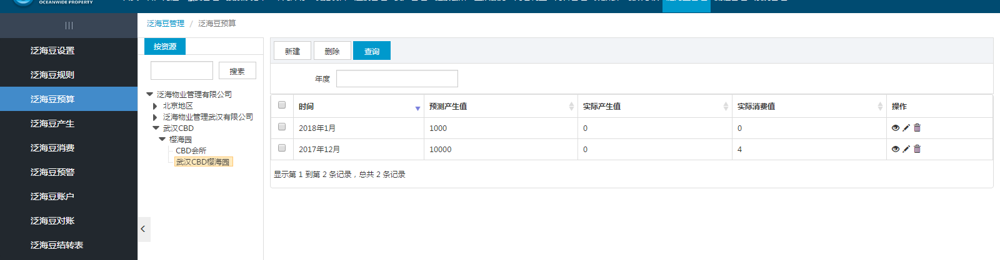 OCEANWIDE PROPERTY
泛海豆管理 / 泛海豆预算
泛海豆设置
泛海豆规则
泛海豆预算
泛海豆产生
泛海豆消费
泛海豆预警
泛海豆账户
泛海豆对账
泛海豆结转表
按资源
搜索
泛海物业管理有限公司
北京地区
泛海物业管理武汉有限公司
武汉CBD
樱海园
CBD会所
武汉CBD樱海园
新建 删除 查询
年度
时间 预测产生值 实际产生值 实际消费值 操作
2018年1月 1000 0 0
2017年12月 10000 0 4
显示第 1 到第 2 条记录，总共 2 条记录